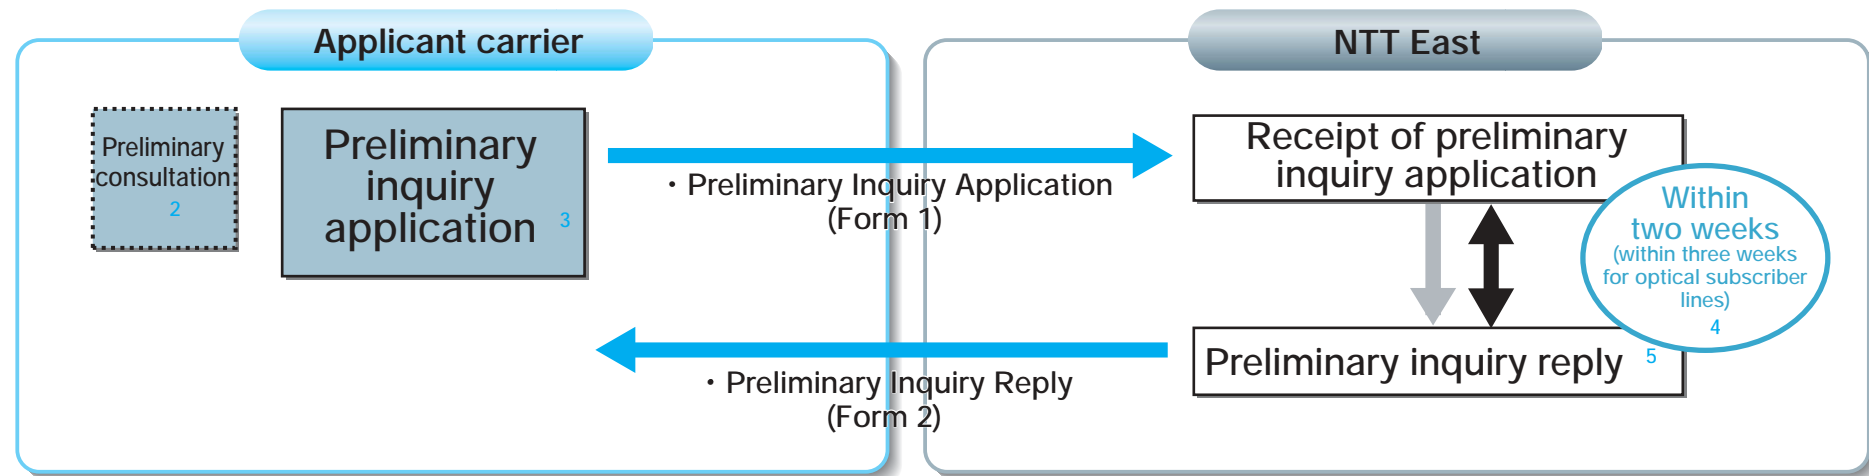 Applicant carrier
Preliminary
consultation
2
Preliminary
inquiry
application 3
・Preliminary Inquiry Application
(Form 1)
・Preliminary Inquiry Reply
(Form 2)
NTT East
Receipt of preliminary
inquiry application
Within
two weeks
(within three weeks
for optical subscriber
lines)
4
Preliminary inquiry reply 5